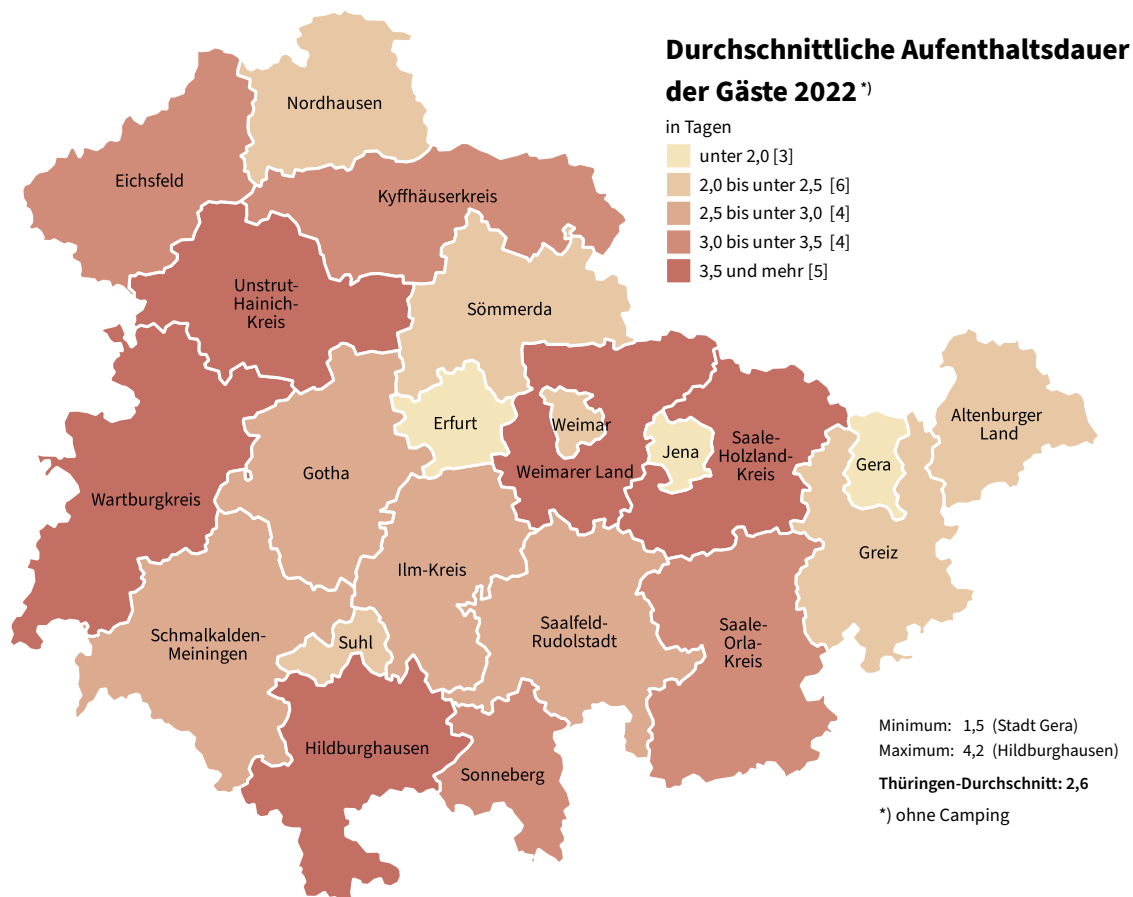 Durchschnittliche Aufenthaltsdauer
der Gäste 2022 *)
in Tagen
unter 2,0 [3]
2,0 bis unter 2,5 [6]
2,5 bis unter 3,0 [4]
3,0 bis unter 3,5 [4]
3,5 und mehr [5]
Nordhausen
Eichsfeld
Kyffhäuserkreis
Unstrut-
Hainich-
Kreis
Sömmerda
Erfurt
Weimar
Jena
Saale-
Holzland-
Kreis
Gera
Altenburger
Land
Gotha
Weimarer Land
Wartburgkreis
Greiz
Ilm-Kreis
Schmalkalden-
Meiningen
Suhl
Saalfeld-
Rudolstadt
Saale-
Orla-
Kreis
Hildburghausen
Sonneberg
Minimum: 1,5 (Stadt Gera)
Maximum: 4,2 (Hildburghausen)
Thüringen-Durchschnitt: 2,6
*) ohne Camping